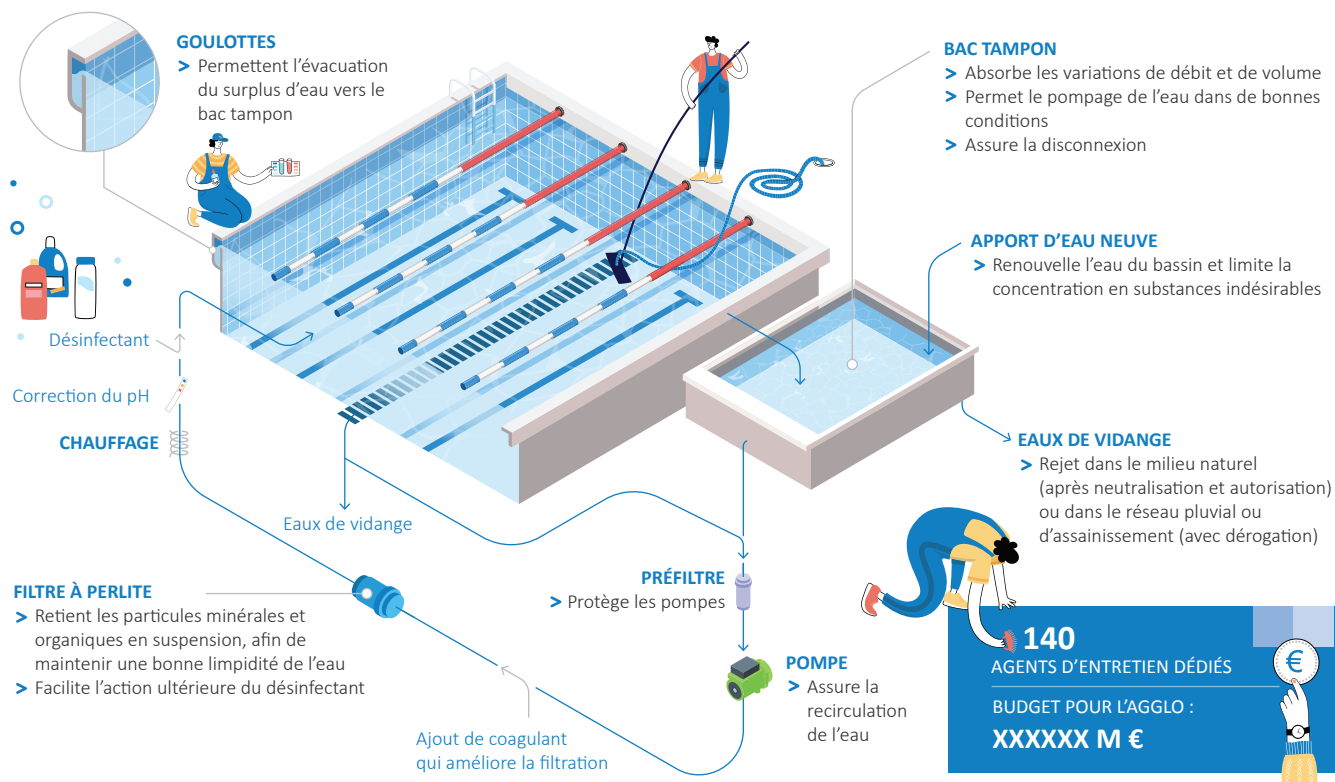 GOULOTTES
> Permettent l'évacuation
du surplus d'eau vers le
bac tampon
BAC TAMPON
> Absorbe les variations de débit et de volume
> Permet le pompage de l'eau dans de bonnes
conditions
> Assure la disconnexion
APPORT D'EAU NEUVE
> Renouvelle l'eau du bassin et limite la
concentration en substances indésirables
Désinfectant
Correction du pH
CHAUFFAGE
EAUX DE VIDANGE
> Rejet dans le milieu naturel
(après neutralisation et autorisation)
ou dans le réseau pluvial ou
d'assainissement (avec dérogation)
Eaux de vidange
FILTRE À PERLITE
> Retient les particules minérales et
organiques en suspension, afin de
maintenir une bonne limpidité de l'eau
> Facilite l'action ultérieure du désinfectant
PRÉFILTRE
> Protège les pompes
POMPE
> Assure la
recirculation
de l'eau
Ajout de coagulant
qui améliore la filtration
140
AGENTS D'ENTRETIEN DÉDIÉS
BUDGET POUR L'AGGLO :
XXXXXX M €
€